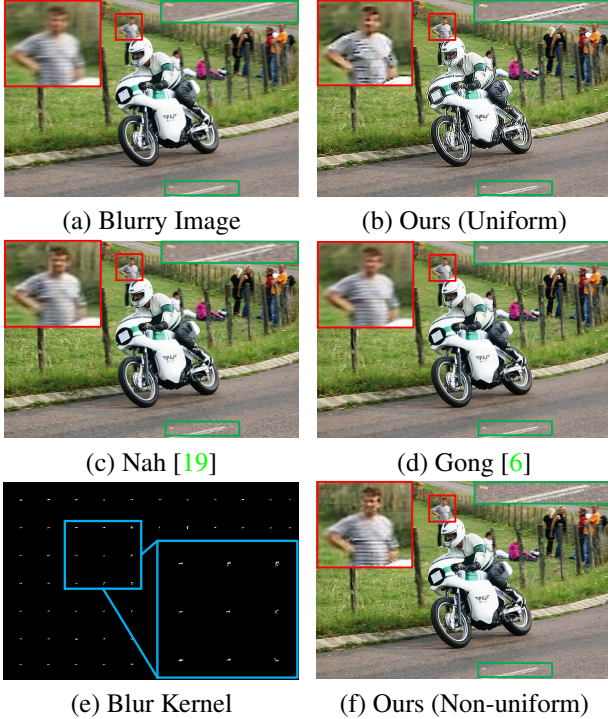 (a) Blurry Image
(b) Ours (Uniform)
(c) Nah [19]
(d) Gong [6]
(e) Blur Kernel
(f) Ours (Non-uniform)